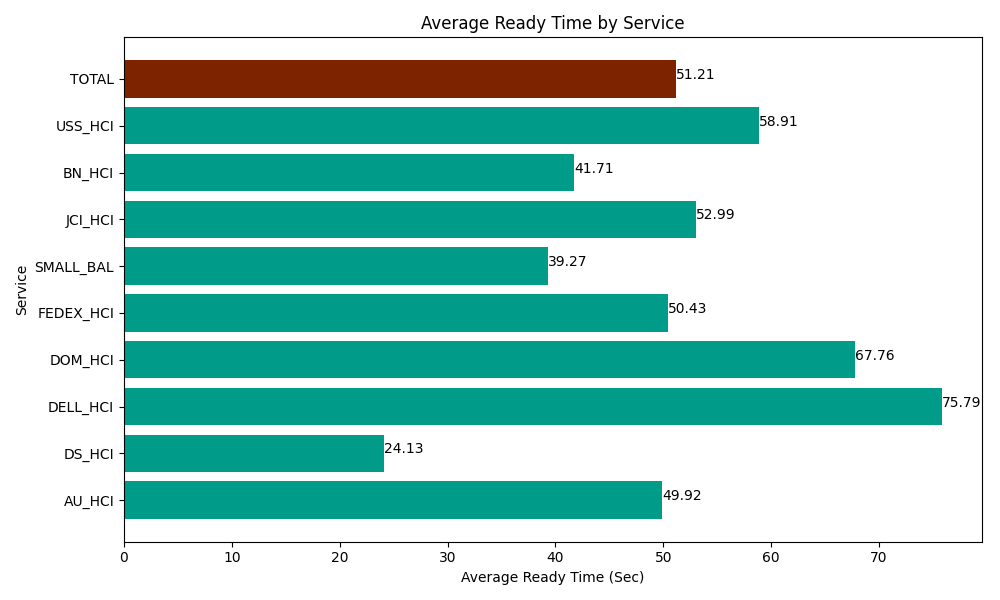 Average Ready Time by Service
TOTAL 51.21
USS_HCI 58.91
BN_HCI 41.71
JCI_HCI 52.99
SMALL_BAL 39.27
Service
FEDEX_HCI 50.43
DOM_HCI 67.76
DELL_HCI 75.79
DS_HCI 24.13
AU_HCI 49.92
0 10 20 30 40 50 60 70
Average Ready Time (Sec)